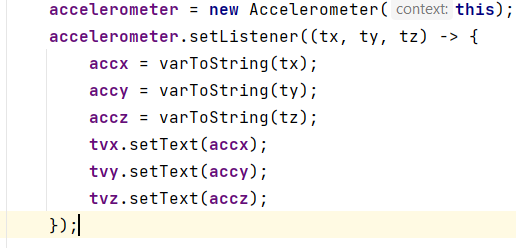 accelerometer = new Accelerometer( context: this);
accelerometer.setListener((tx, ty, tz) -> {
accx = varToString(tx);
accy = varToString(ty);
accz = varToString(tz);
tvx.setText(accx);
tvy.setText(accy);
tvz.setText(accz);
});